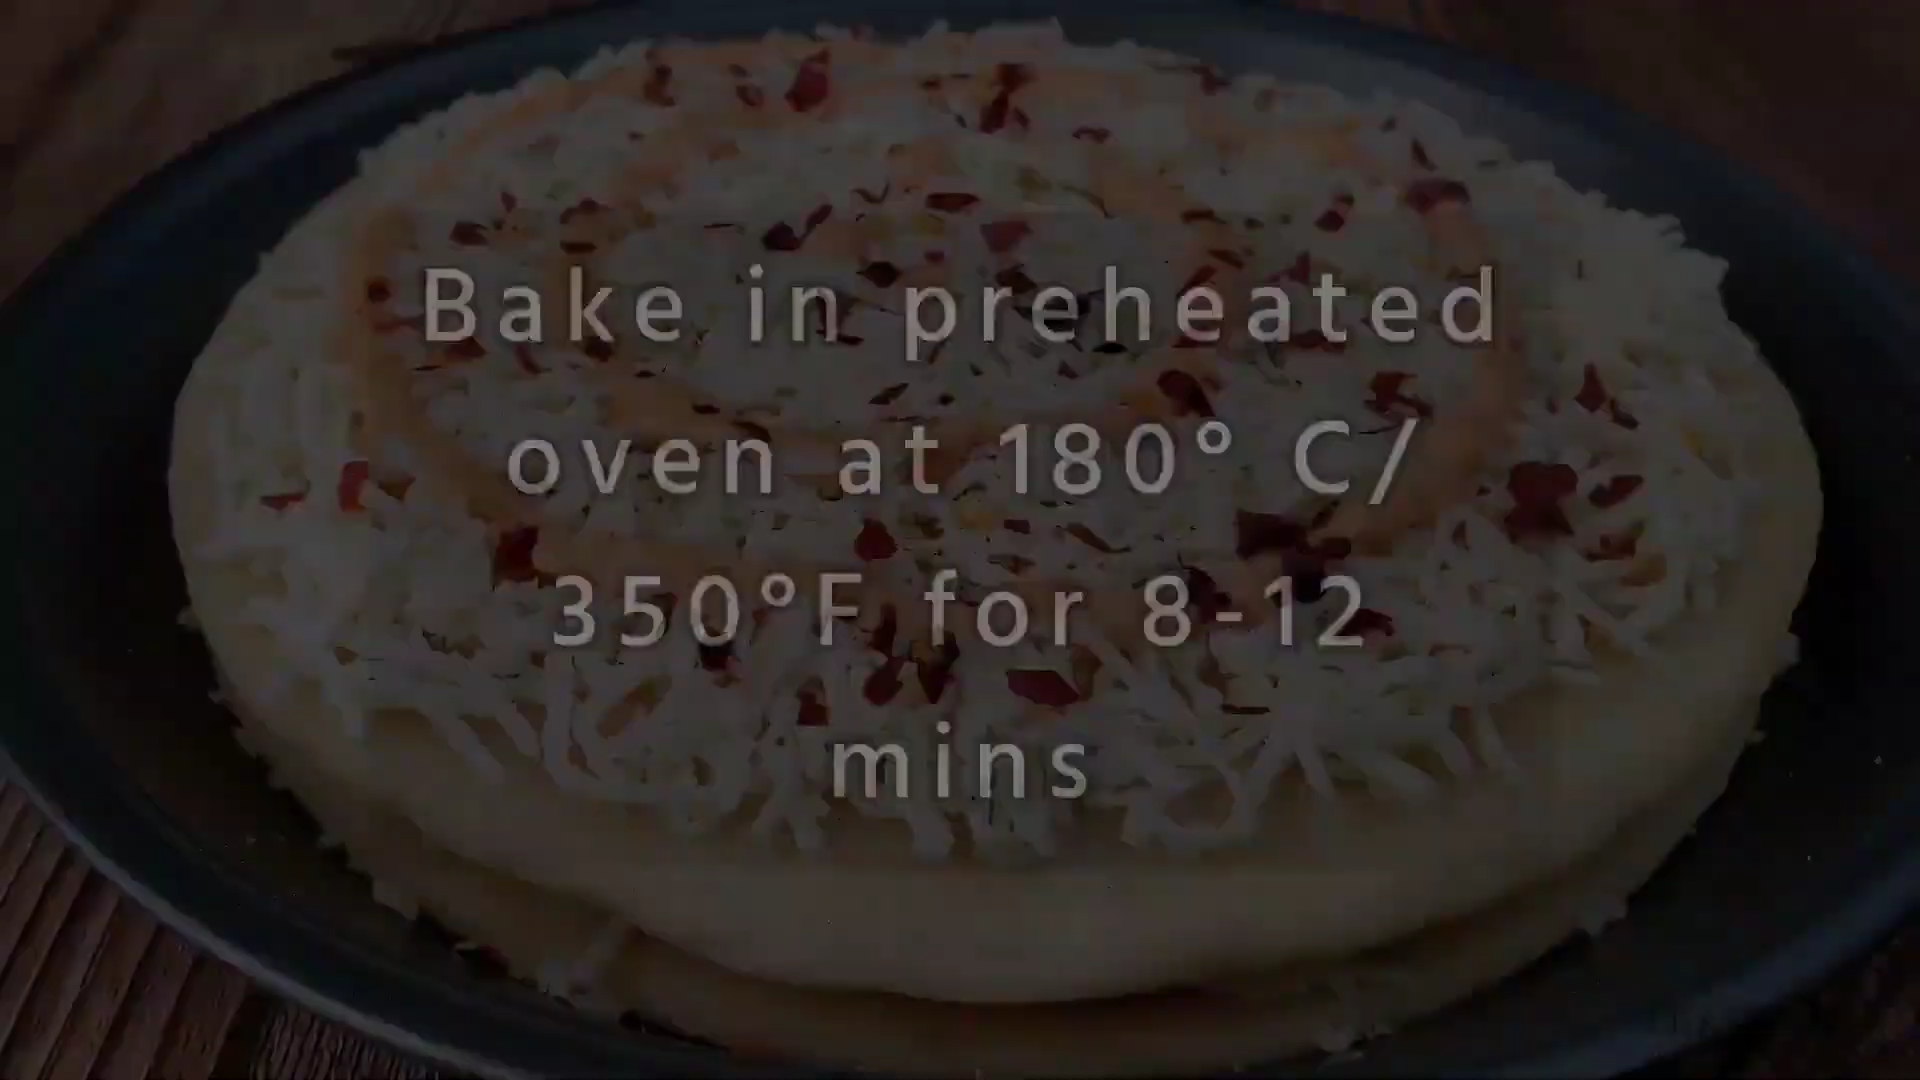 Bake in preheated
oven at 180° C/
350°F for 8-12
mins